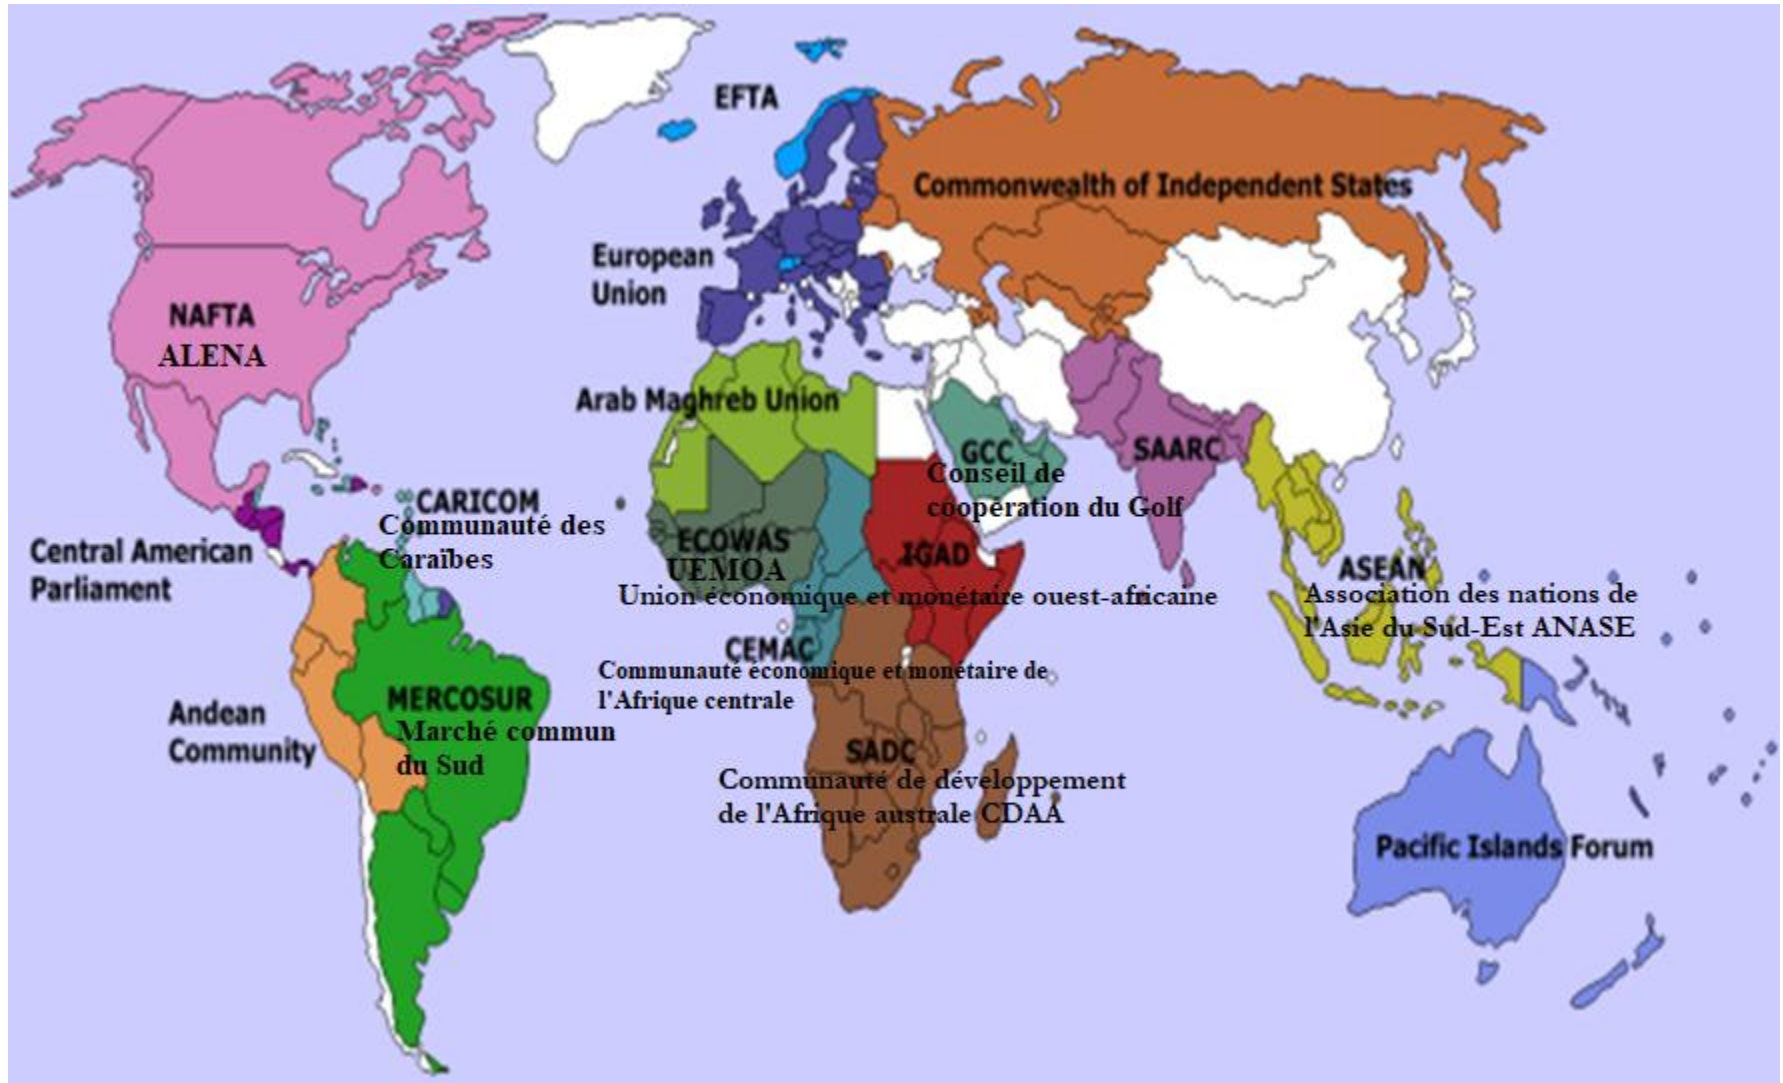 EFTA
Commonwealth of Independent States
European
Union
NAFTA
ALENA
Arab Maghreb Union
GCC
Conseil de
coopération du Golf
SAARC
CARICOM
Communauté des
Caraïbes
Central American
Parliament
ECOWAS
UEMOA
Union économique et monétaire ouest-africaine
IGAD
ASEAN
Association des nations de
l'Asie du Sud-Est ANASE
CEMAC
Communauté économique et monétaire de
l'Afrique centrale
MERCOSUR
Marché commun
du Sud
Andean
Community
SADC
Communauté de développement
de l'Afrique australe CDAA
Pacific Islands Forum